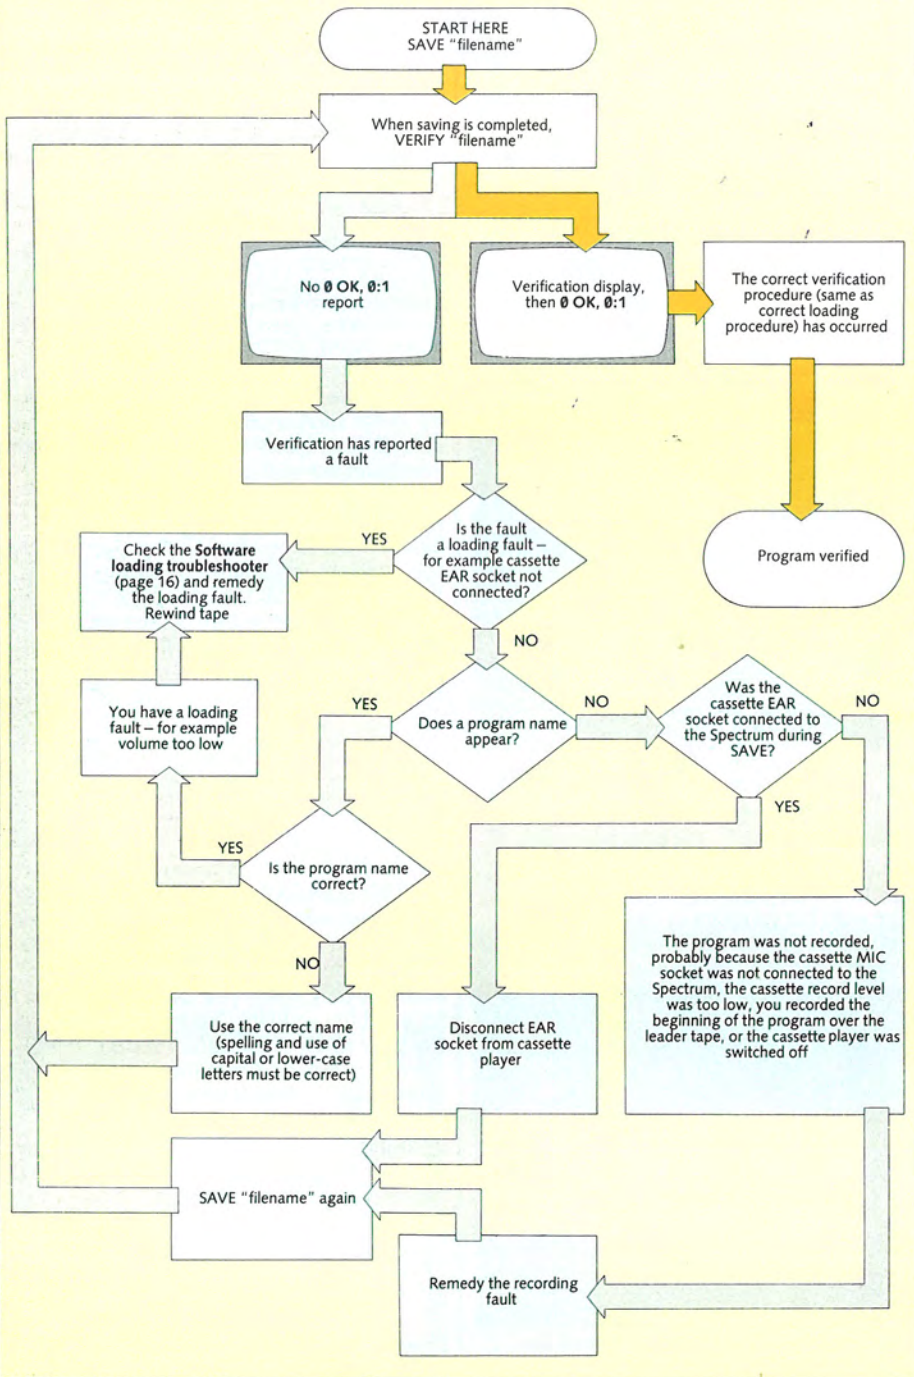 START HERE
SAVE "filename"
When saving is completed,
VERIFY "filename"
No 0 OK, 0:1
report
Verification display,
then 0 OK, 0:1
The correct verification
procedure (same as
correct loading
procedure) has occurred
Verification has reported
a fault
Is the fault
a loading fault –
for example cassette
EAR socket not
connected?
YES
Check the Software
loading troubleshooter
(page 16) and remedy
the loading fault.
Rewind tape
Program verified
NO
You have a loading
fault – for example
volume too low
YES
Does a program name
appear?
NO
Was the
cassette EAR
socket connected to
the Spectrum during
SAVE?
NO
YES
YES
Is the program name
correct?
NO
The program was not recorded,
probably because the cassette MIC
socket was not connected to the
Spectrum, the cassette record level
was too low, you recorded the
beginning of the program over the
leader tape, or the cassette player was
switched off
Use the correct name
(spelling and use of
capital or lower-case
letters must be correct)
Disconnect EAR
socket from cassette
player
SAVE "filename" again
Remedy the recording
fault